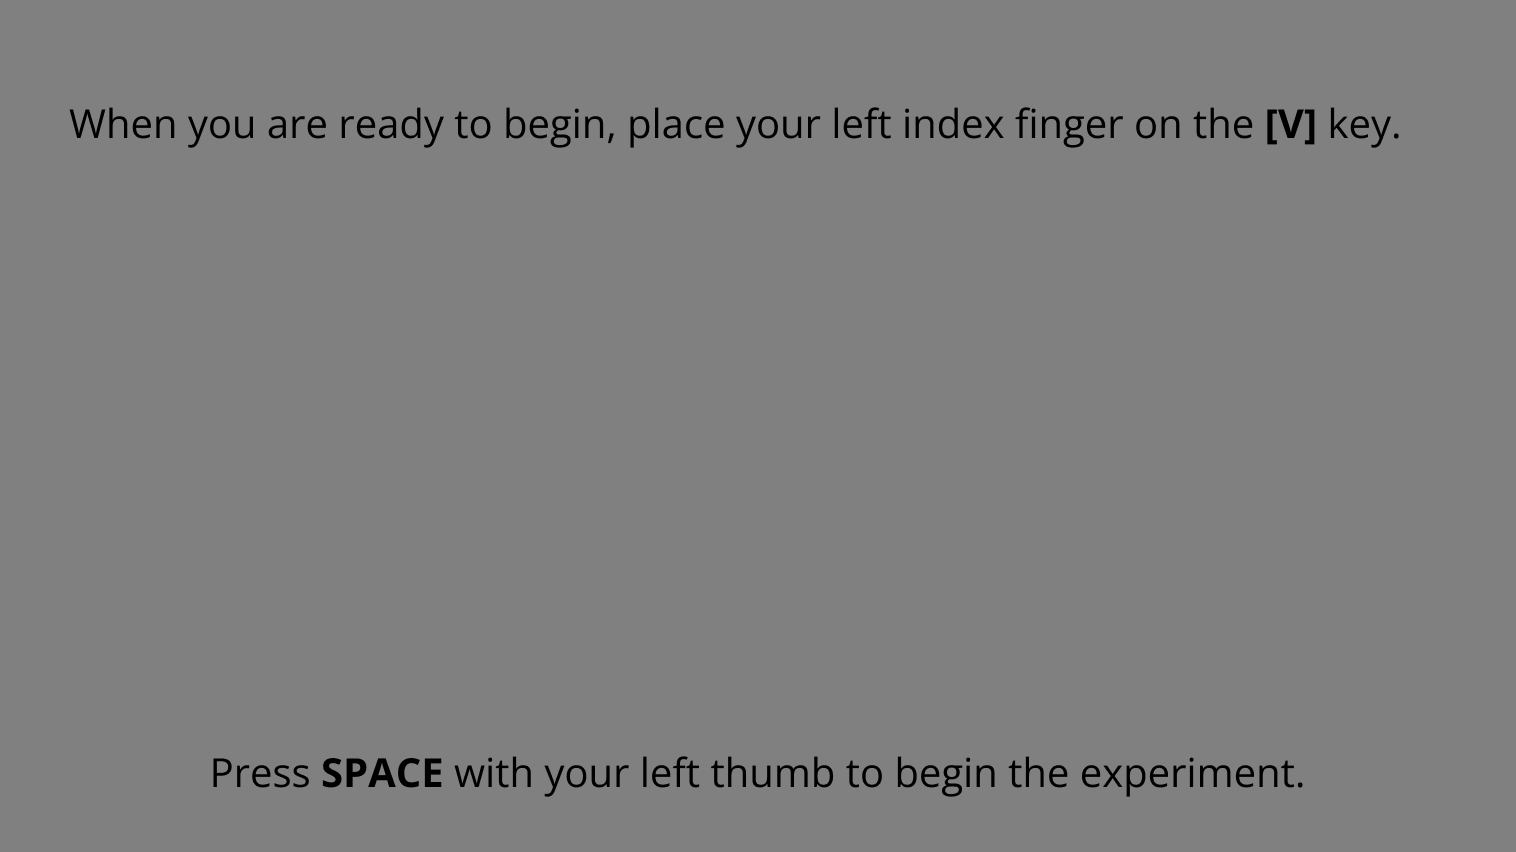 When you are ready to begin, place your left index finger on the [V] key.
Press SPACE with your left thumb to begin the experiment.